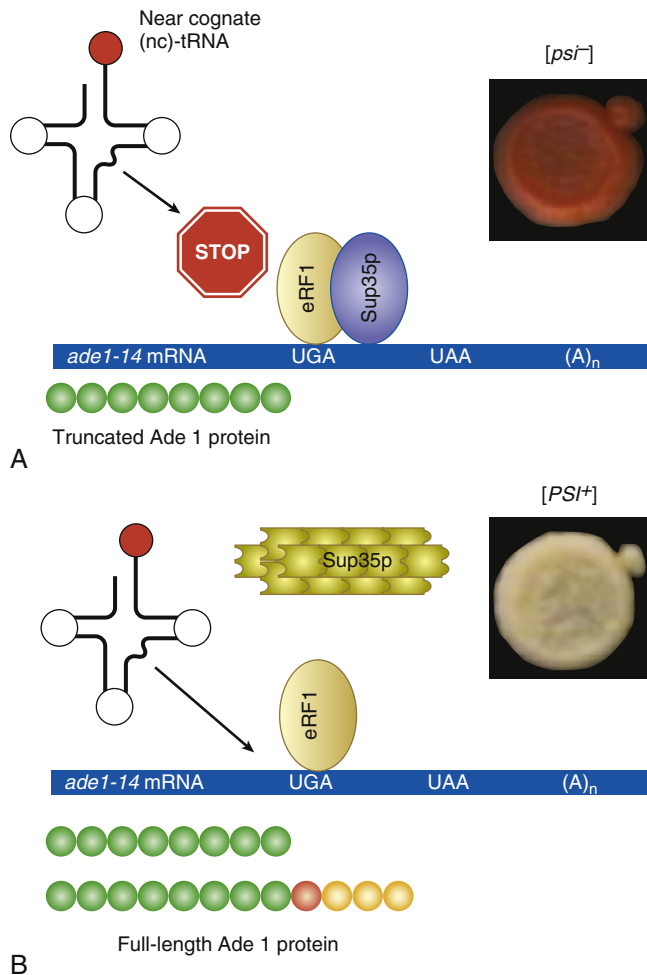 Near cognate
(nc)-tRNA
[psi⁻]
STOP
eRF1
Sup35p
ade1-14 mRNA UGA UAA (A)n
Truncated Ade 1 protein
A
[PSI⁺]
Sup35p
eRF1
ade1-14 mRNA UGA UAA (A)n
Full-length Ade 1 protein
B